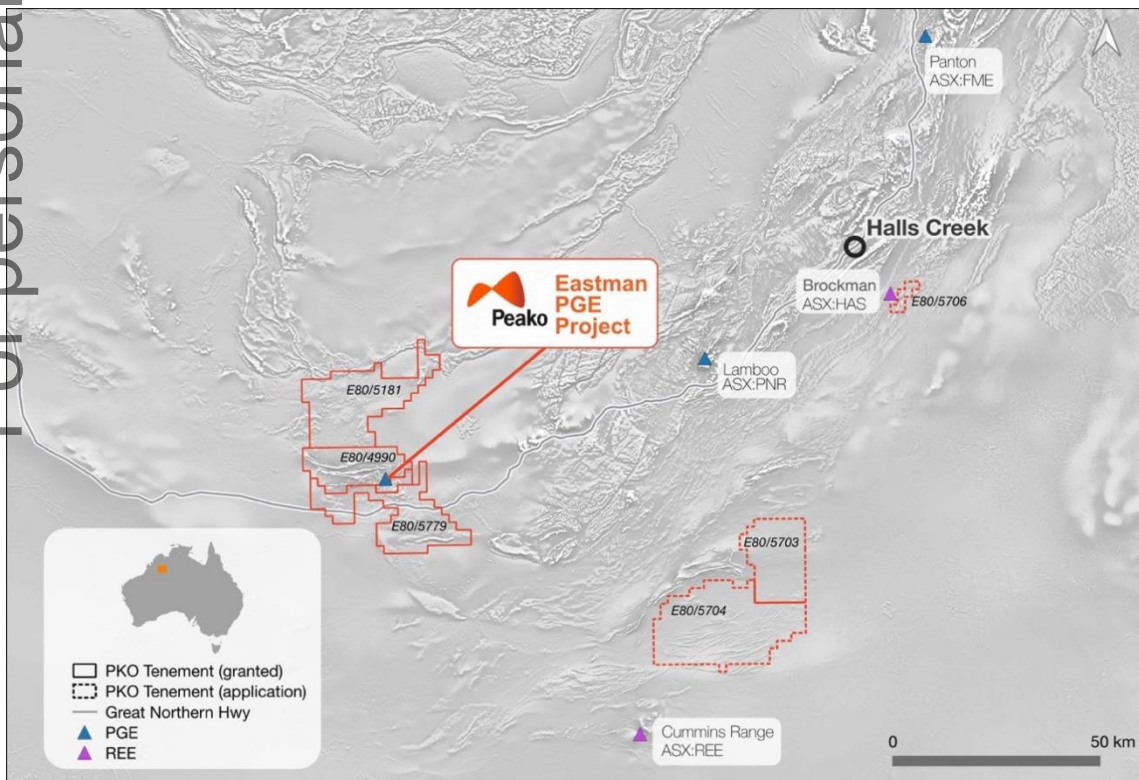 For personal
Panton
ASX:FME
Halls Creek
Brockman
ASX:HAS
E80/5706
Peako
Eastman
PGE
Project
Lamboo
ASX:PNR
E80/5181
E80/4990
E80/5779
E80/5703
E80/5704
PKO Tenement (granted)
PKO Tenement (application)
Great Northern Hwy
PGE
REE
Cummins Range
ASX:REE
0 50 km